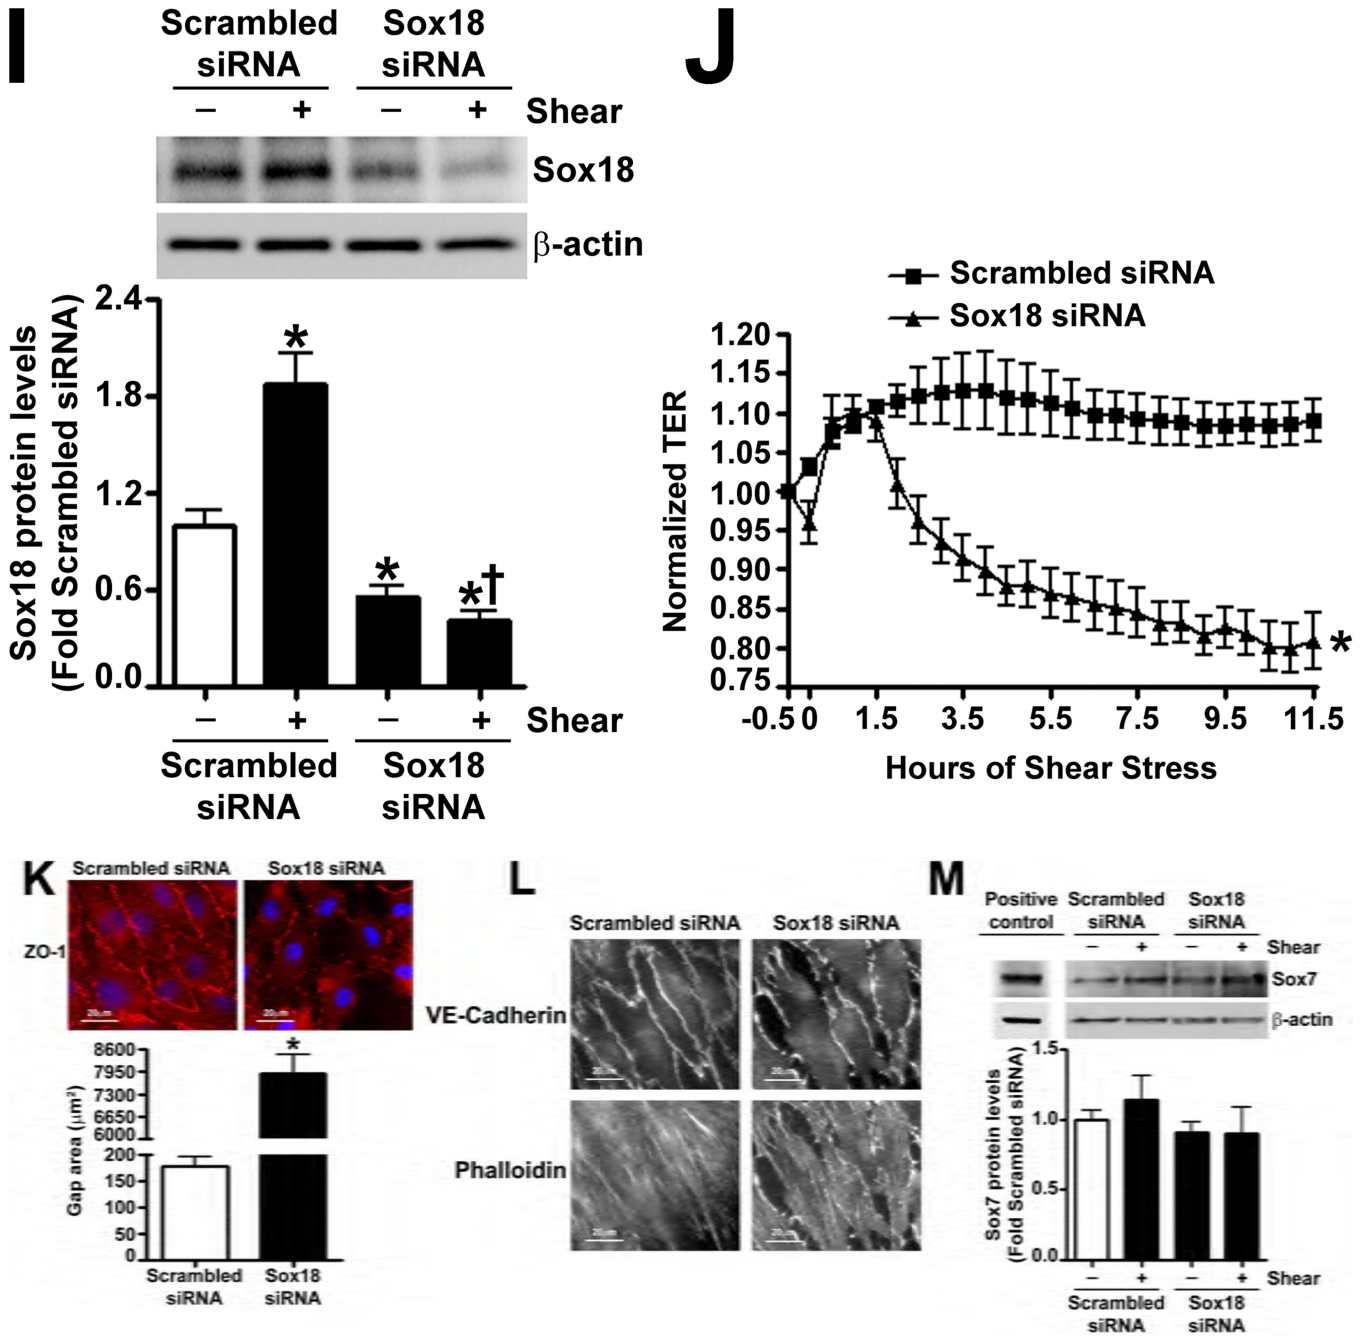 I
Scrambled siRNA
Sox18 siRNA
– + – + Shear
Sox18
β-actin
Sox18 protein levels
(Fold Scrambled siRNA)
2.4
1.8
1.2
0.6
0.0
*
*
*†
– + – + Shear
Scrambled siRNA
Sox18 siRNA
J
Scrambled siRNA
Sox18 siRNA
Normalized TER
1.20
1.15
1.10
1.05
1.00
0.95
0.90
0.85
0.80
0.75
*
-0.5 0 1.5 3.5 5.5 7.5 9.5 11.5
Hours of Shear Stress
K
Scrambled siRNA Sox18 siRNA
ZO-1
20µm 20µm
Gap area (µm²)
8600
7950
7300
6650
6000
200
150
100
50
0
*
Scrambled siRNA
Sox18 siRNA
L
Scrambled siRNA Sox18 siRNA
VE-Cadherin
20µm 20µm
Phalloidin
20µm 20µm
M
Positive control
Scrambled siRNA
Sox18 siRNA
– + – + Shear
Sox7
β-actin
Sox7 protein levels
(Fold Scrambled siRNA)
1.5
1.0
0.5
0.0
– + – + Shear
Scrambled siRNA
Sox18 siRNA